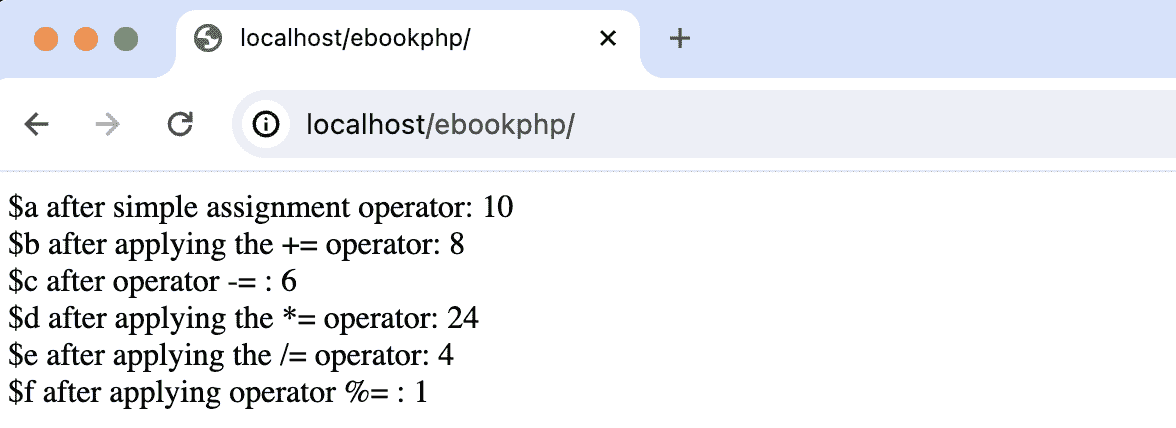 localhost/ebookphp/
localhost/ebookphp/
$a after simple assignment operator: 10
$b after applying the += operator: 8
$c after operator -= : 6
$d after applying the *= operator: 24
$e after applying the /= operator: 4
$f after applying operator %= : 1